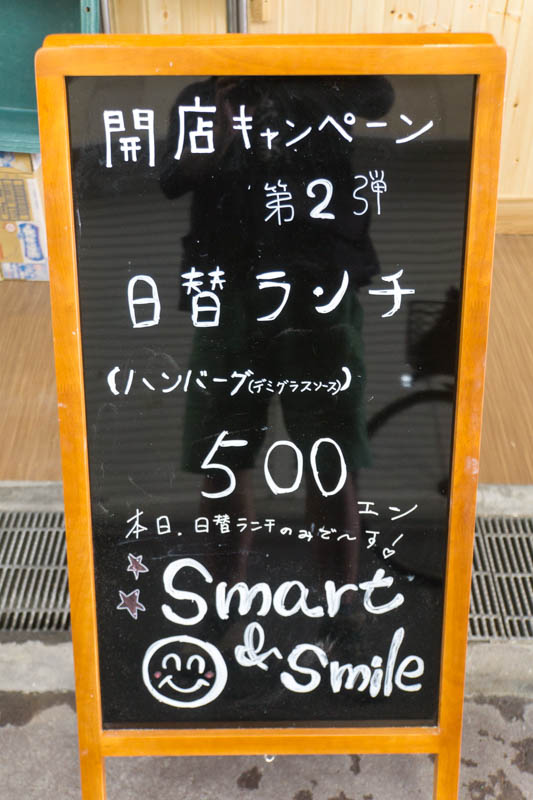 開店キャンペーン
第2弾
日替ランチ
(ハンバーグ(デミグラスソース))
500
エン
本日、日替ランチのみで〜す!
Smart
& Smile